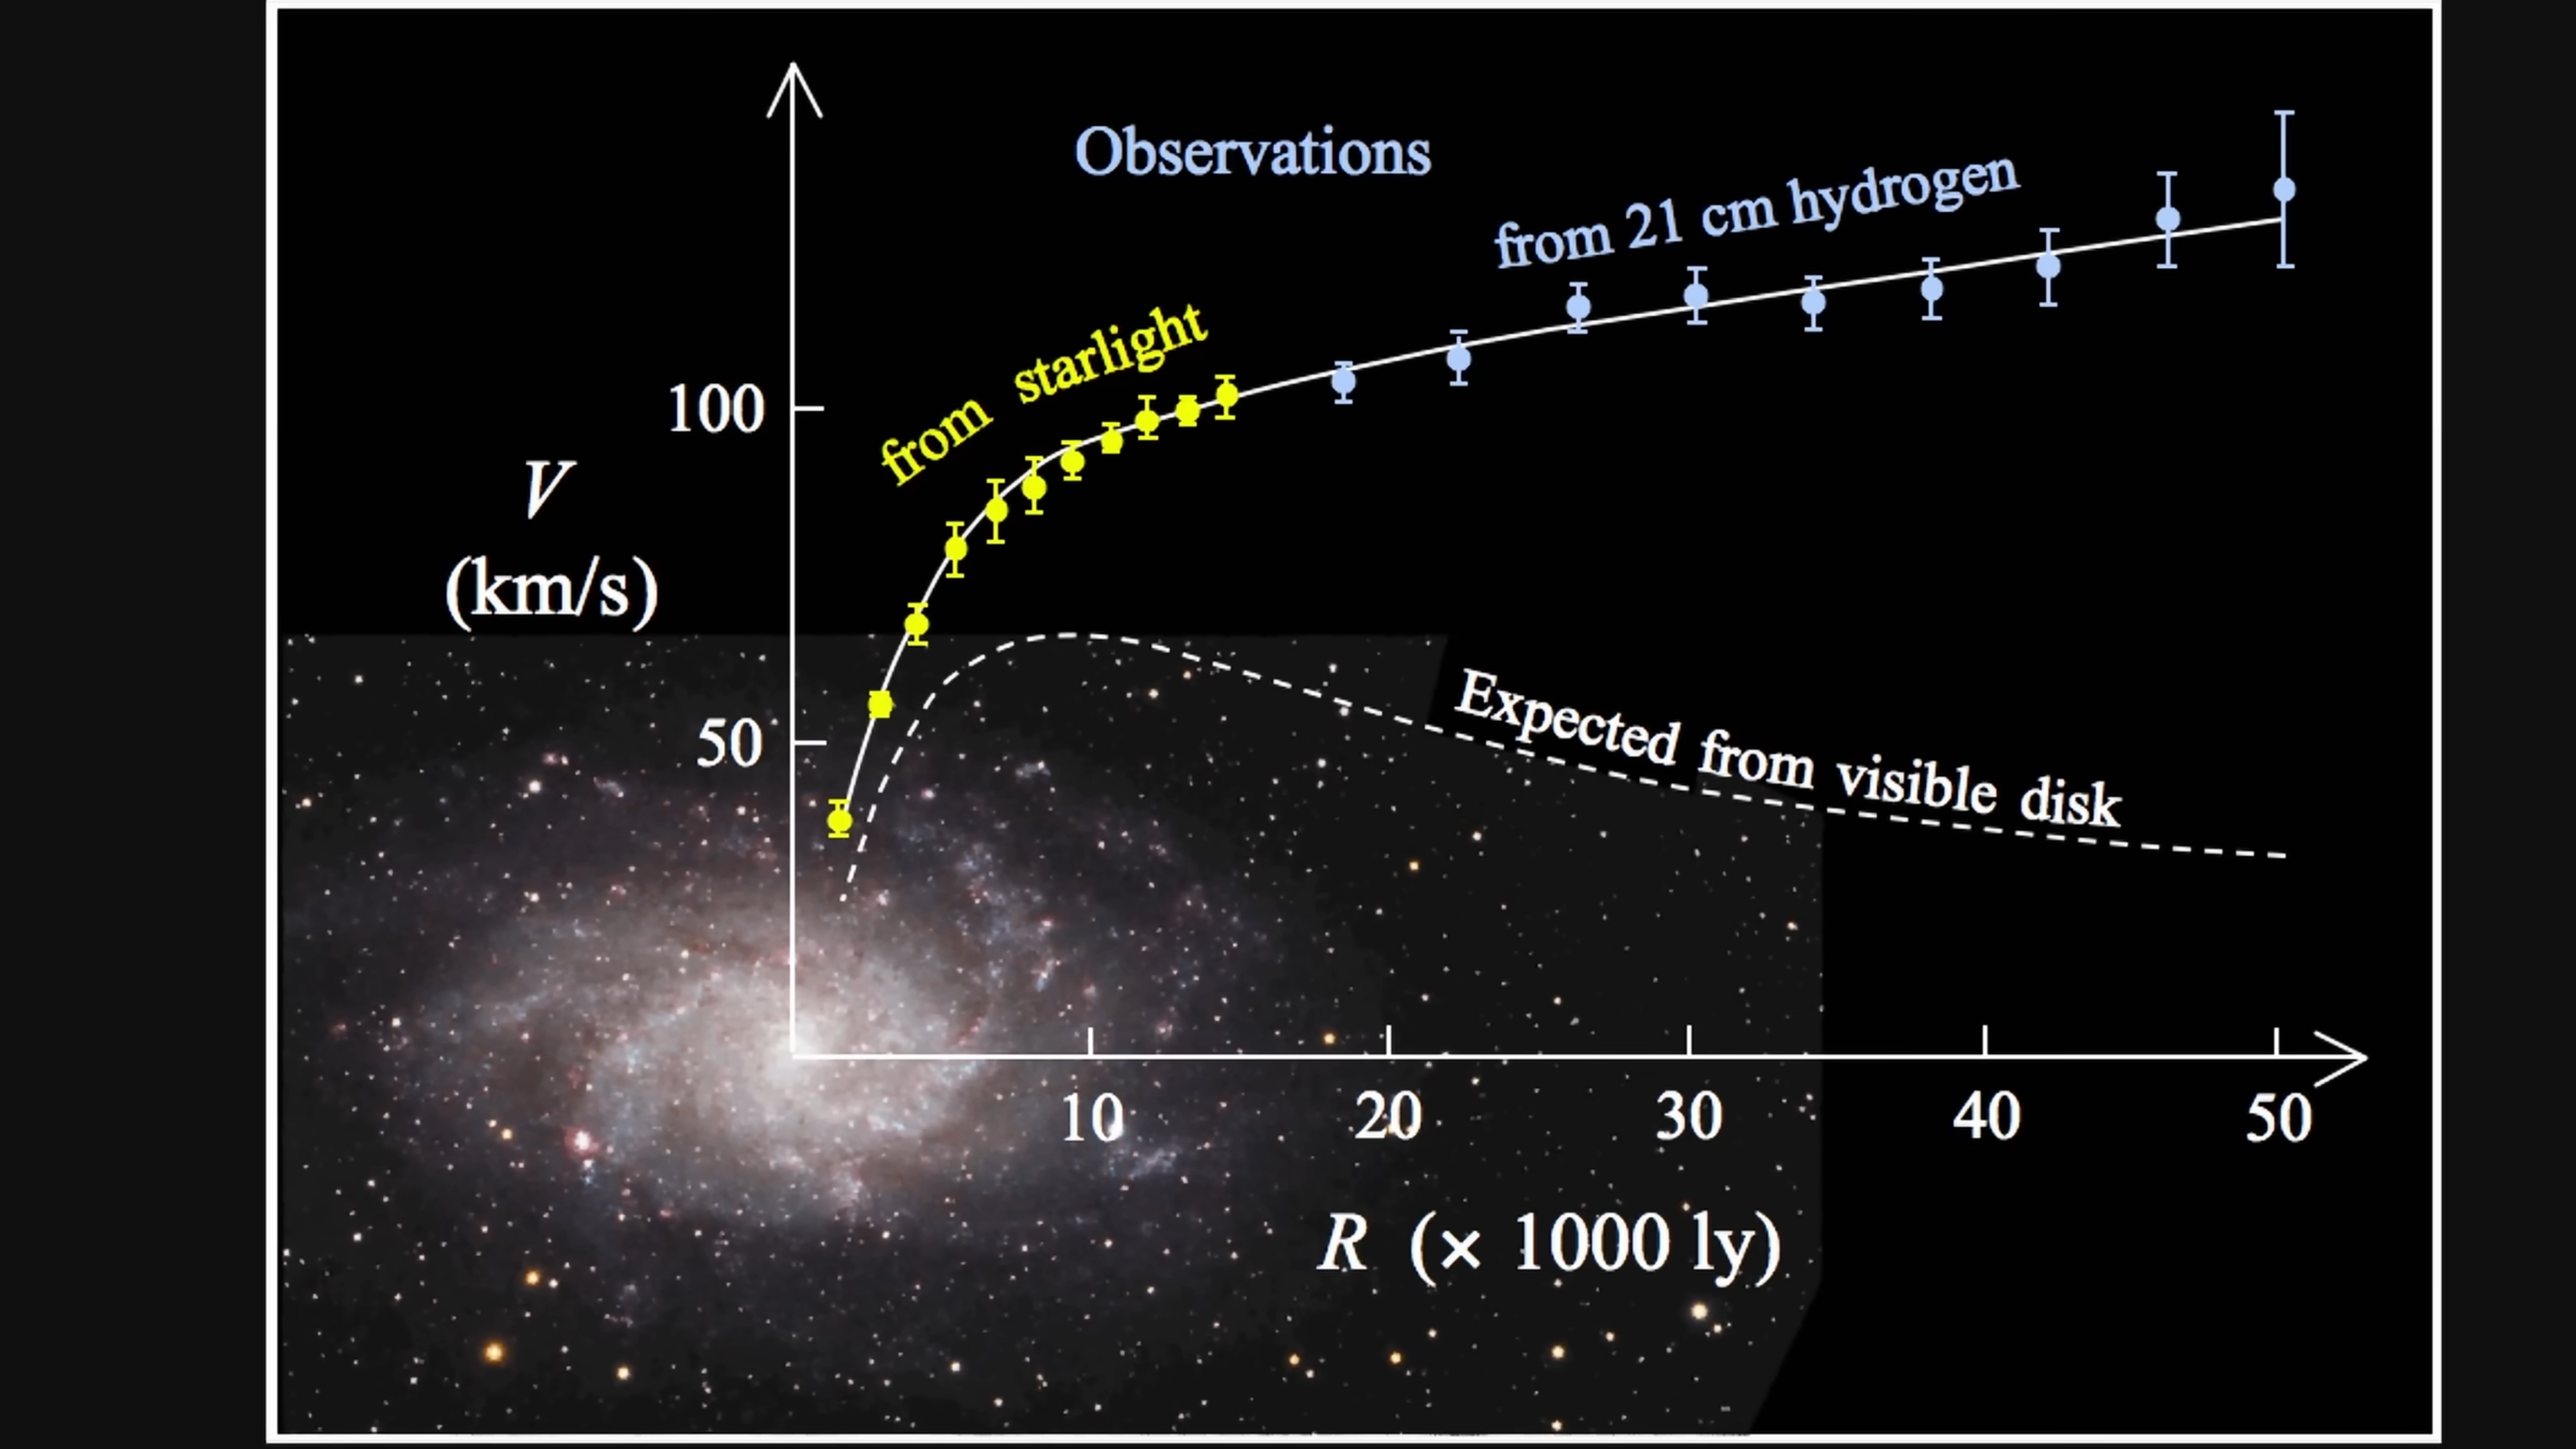 Observations
from 21 cm hydrogen
from starlight
100
V
(km/s)
50
Expected from visible disk
10 20 30 40 50
R (× 1000 ly)